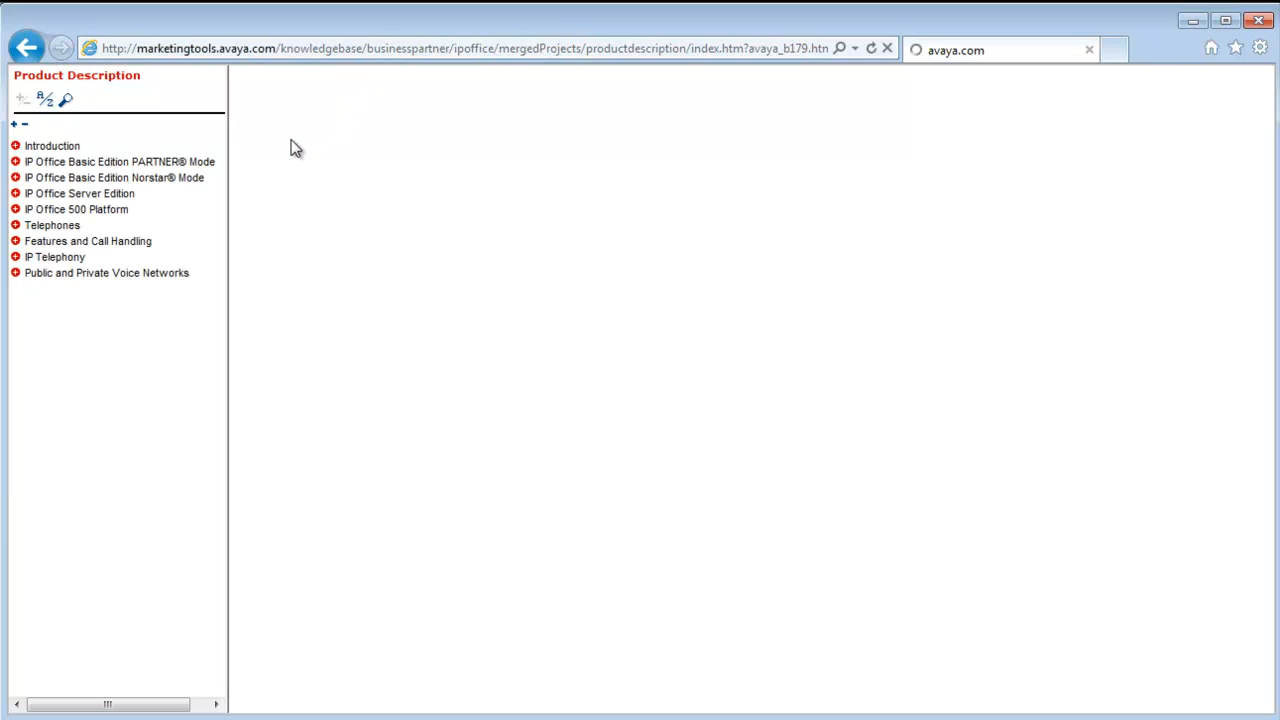 http://marketingtools.avaya.com/knowledgebase/businesspartner/ipoffice/mergedProjects/productdescription/index.htm?avaya_b179.htn
avaya.com
Product Description
A/Z
Introduction
IP Office Basic Edition PARTNER® Mode
IP Office Basic Edition Norstar® Mode
IP Office Server Edition
IP Office 500 Platform
Telephones
Features and Call Handling
IP Telephony
Public and Private Voice Networks